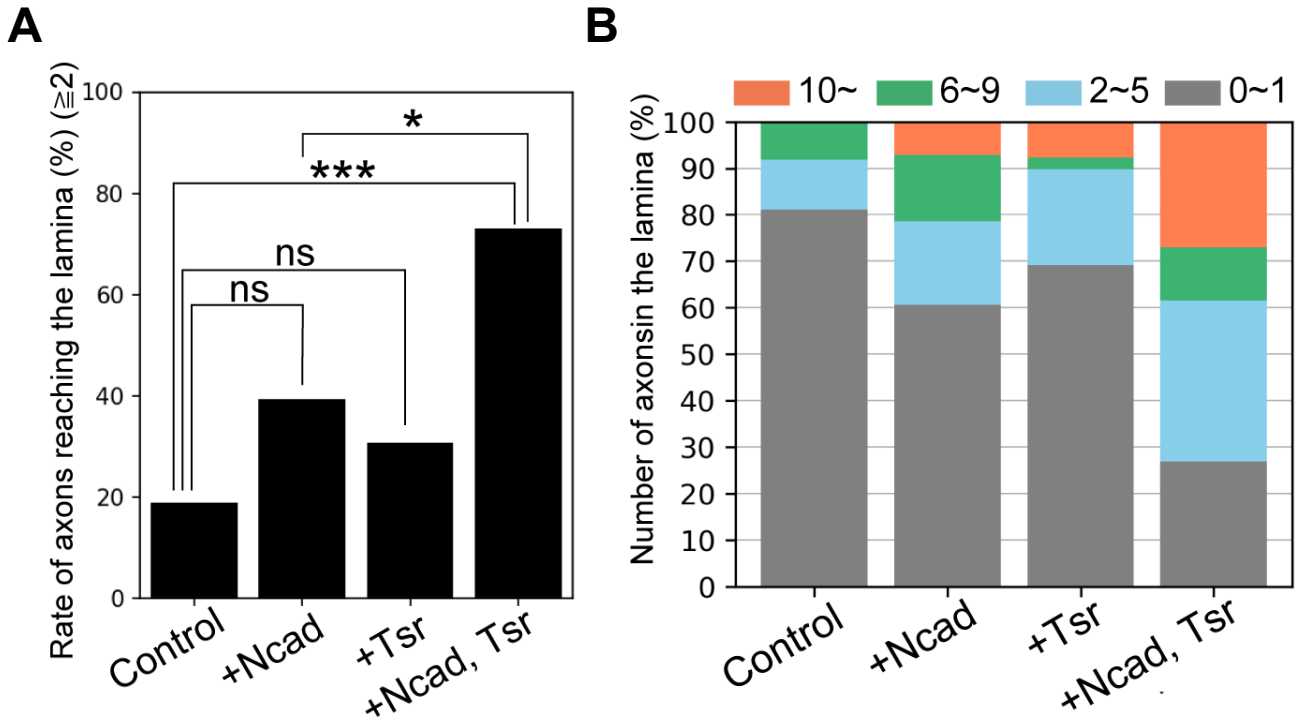 A
Rate of axons reaching the lamina (%) (≧2)
100
80
60
40
20
0
*
***
ns
ns
Control
+Ncad
+Tsr
+Ncad, Tsr
B
10~
6~9
2~5
0~1
Number of axonsin the lamina (%)
100
90
80
70
60
50
40
30
20
10
0
Control
+Ncad
+Tsr
+Ncad, Tsr